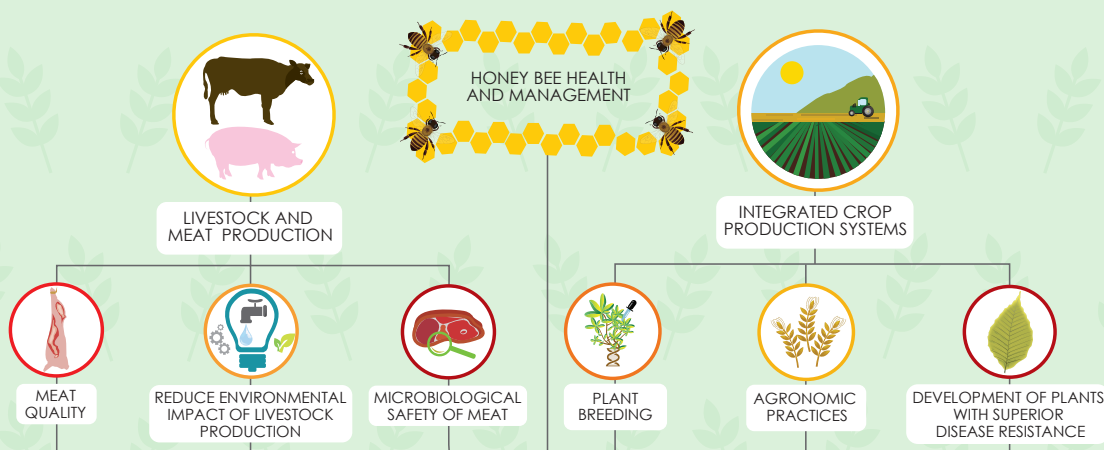 HONEY BEE HEALTH
AND MANAGEMENT
LIVESTOCK AND
MEAT PRODUCTION
INTEGRATED CROP
PRODUCTION SYSTEMS
MEAT
QUALITY
REDUCE ENVIRONMENTAL
IMPACT OF LIVESTOCK
PRODUCTION
MICROBIOLOGICAL
SAFETY OF MEAT
PLANT
BREEDING
AGRONOMIC
PRACTICES
DEVELOPMENT OF PLANTS
WITH SUPERIOR
DISEASE RESISTANCE